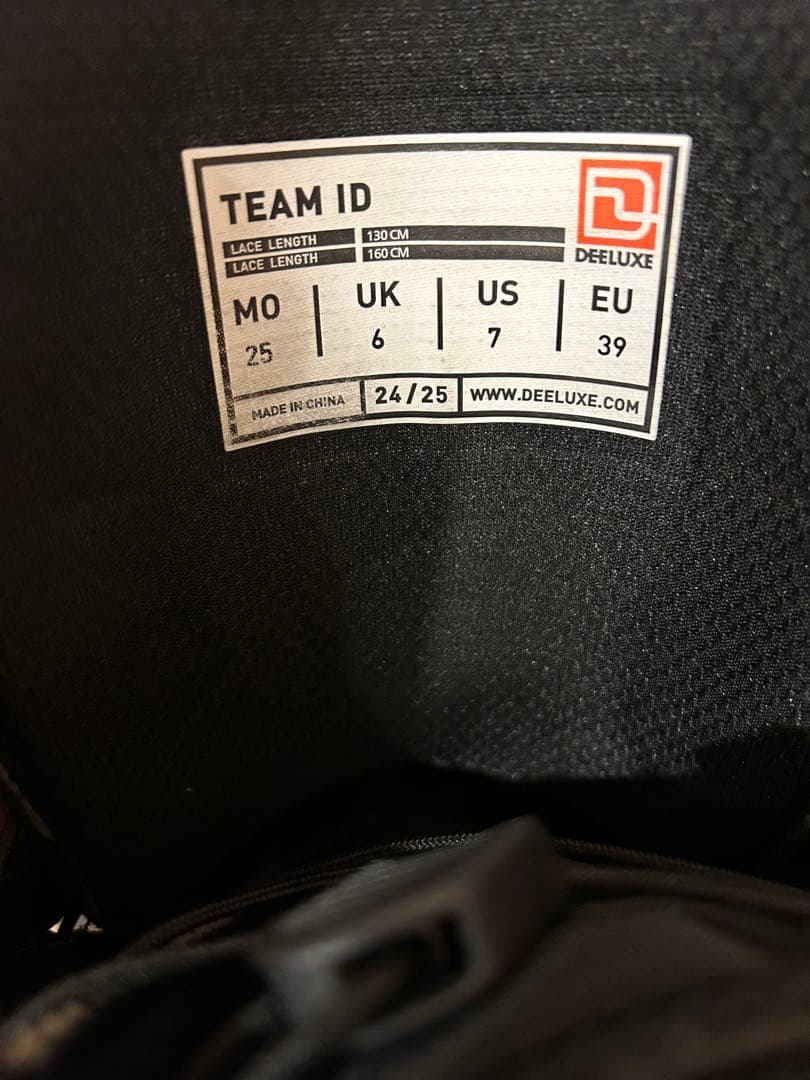 TEAM ID
LACE LENGTH 130 CM
LACE LENGTH 160 CM
DEELUXE
MO UK US EU
25 6 7 39
MADE IN CHINA 24/25 WWW.DEELUXE.COM